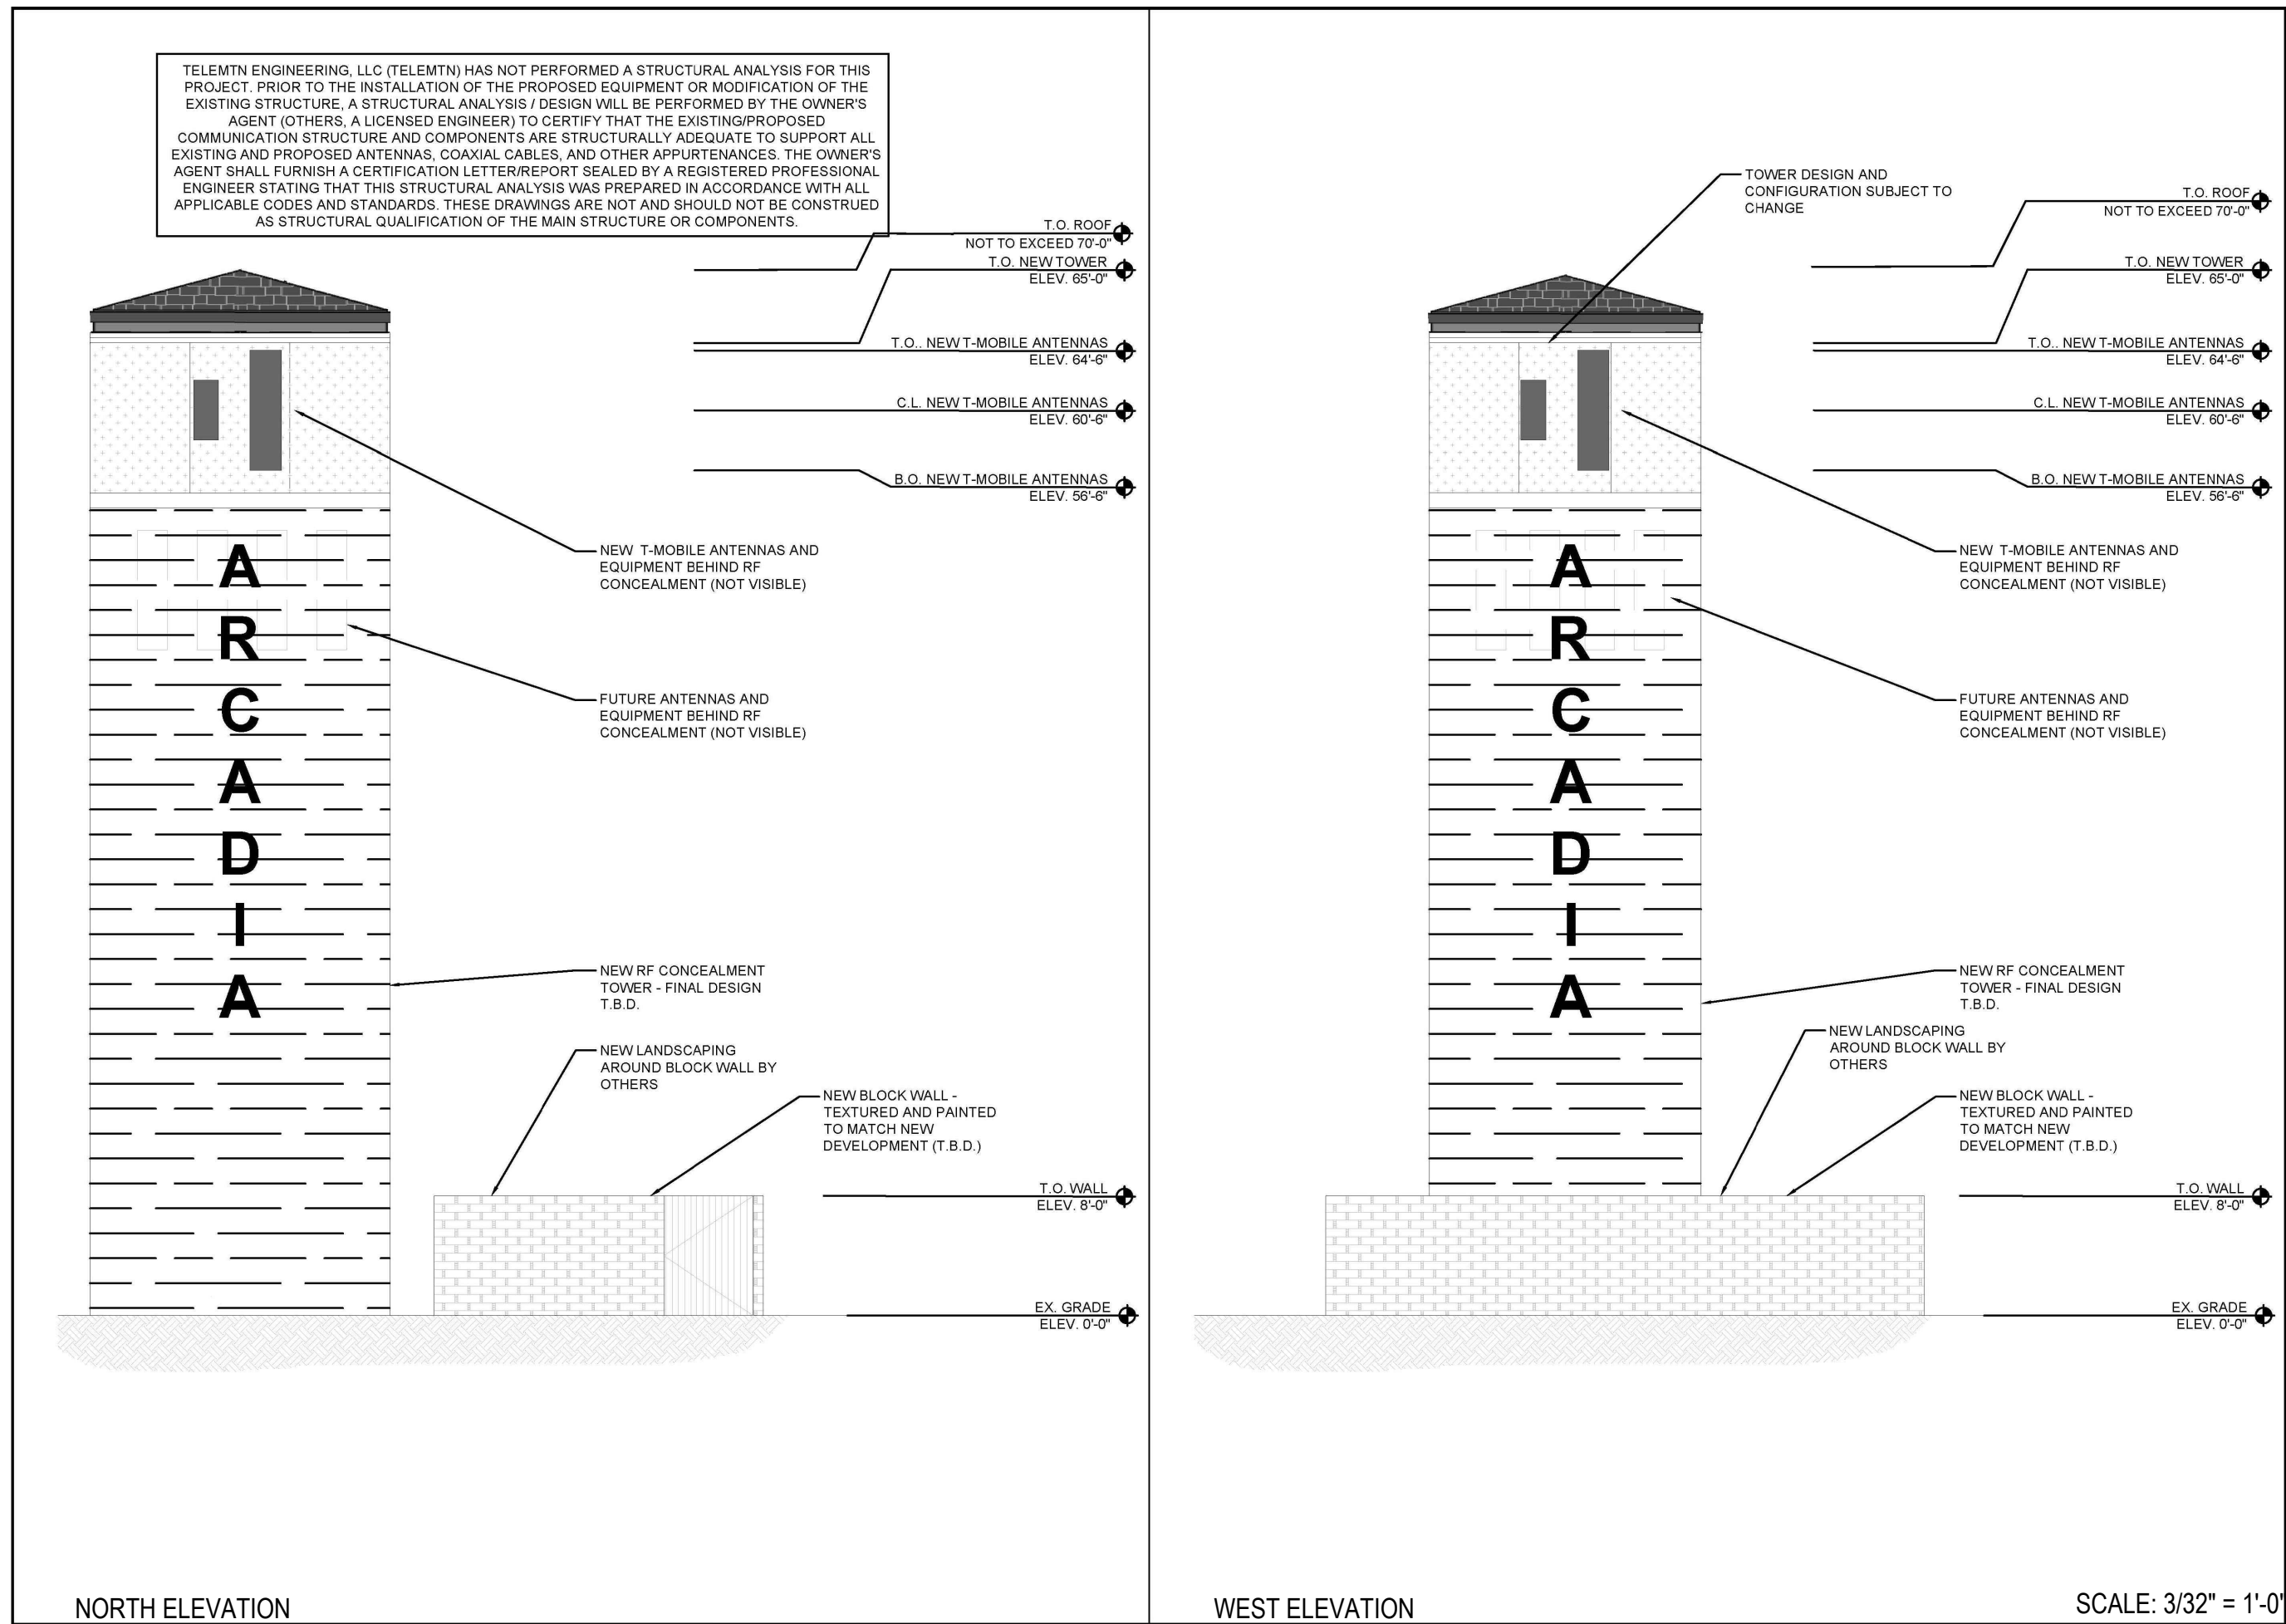 TELEMTN ENGINEERING, LLC (TELEMTN) HAS NOT PERFORMED A STRUCTURAL ANALYSIS FOR THIS
PROJECT. PRIOR TO THE INSTALLATION OF THE PROPOSED EQUIPMENT OR MODIFICATION OF THE
EXISTING STRUCTURE, A STRUCTURAL ANALYSIS / DESIGN WILL BE PERFORMED BY THE OWNER'S
AGENT (OTHERS, A LICENSED ENGINEER) TO CERTIFY THAT THE EXISTING/PROPOSED
COMMUNICATION STRUCTURE AND COMPONENTS ARE STRUCTURALLY ADEQUATE TO SUPPORT ALL
EXISTING AND PROPOSED ANTENNAS, COAXIAL CABLES, AND OTHER APPURTENANCES. THE OWNER'S
AGENT SHALL FURNISH A CERTIFICATION LETTER/REPORT SEALED BY A REGISTERED PROFESSIONAL
ENGINEER STATING THAT THIS STRUCTURAL ANALYSIS WAS PREPARED IN ACCORDANCE WITH ALL
APPLICABLE CODES AND STANDARDS. THESE DRAWINGS ARE NOT AND SHOULD NOT BE CONSTRUED
AS STRUCTURAL QUALIFICATION OF THE MAIN STRUCTURE OR COMPONENTS.
T.O. ROOF
NOT TO EXCEED 70'-0"
T.O. NEW TOWER
ELEV. 65'-0"
T.O.. NEW T-MOBILE ANTENNAS
ELEV. 64'-6"
C.L. NEW T-MOBILE ANTENNAS
ELEV. 60'-6"
B.O. NEW T-MOBILE ANTENNAS
ELEV. 56'-6"
NEW T-MOBILE ANTENNAS AND
EQUIPMENT BEHIND RF
CONCEALMENT (NOT VISIBLE)
FUTURE ANTENNAS AND
EQUIPMENT BEHIND RF
CONCEALMENT (NOT VISIBLE)
A
R
C
A
D
I
A
NEW RF CONCEALMENT
TOWER - FINAL DESIGN
T.B.D.
NEW LANDSCAPING
AROUND BLOCK WALL BY
OTHERS
NEW BLOCK WALL -
TEXTURED AND PAINTED
TO MATCH NEW
DEVELOPMENT (T.B.D.)
T.O. WALL
ELEV. 8'-0"
EX. GRADE
ELEV. 0'-0"
NORTH ELEVATION
TOWER DESIGN AND
CONFIGURATION SUBJECT TO
CHANGE
T.O. ROOF
NOT TO EXCEED 70'-0"
T.O. NEW TOWER
ELEV. 65'-0"
T.O.. NEW T-MOBILE ANTENNAS
ELEV. 64'-6"
C.L. NEW T-MOBILE ANTENNAS
ELEV. 60'-6"
B.O. NEW T-MOBILE ANTENNAS
ELEV. 56'-6"
NEW T-MOBILE ANTENNAS AND
EQUIPMENT BEHIND RF
CONCEALMENT (NOT VISIBLE)
FUTURE ANTENNAS AND
EQUIPMENT BEHIND RF
CONCEALMENT (NOT VISIBLE)
A
R
C
A
D
I
A
NEW RF CONCEALMENT
TOWER - FINAL DESIGN
T.B.D.
NEW LANDSCAPING
AROUND BLOCK WALL BY
OTHERS
NEW BLOCK WALL -
TEXTURED AND PAINTED
TO MATCH NEW
DEVELOPMENT (T.B.D.)
T.O. WALL
ELEV. 8'-0"
EX. GRADE
ELEV. 0'-0"
WEST ELEVATION
SCALE: 3/32" = 1'-0"